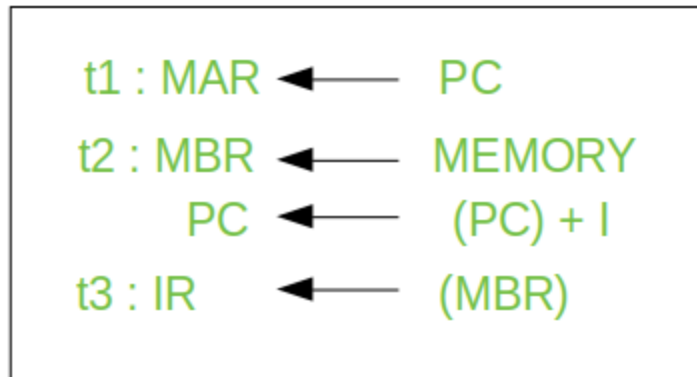 t1 : MAR ← PC
t2 : MBR ← MEMORY
PC ← (PC) + I
t3 : IR ← (MBR)